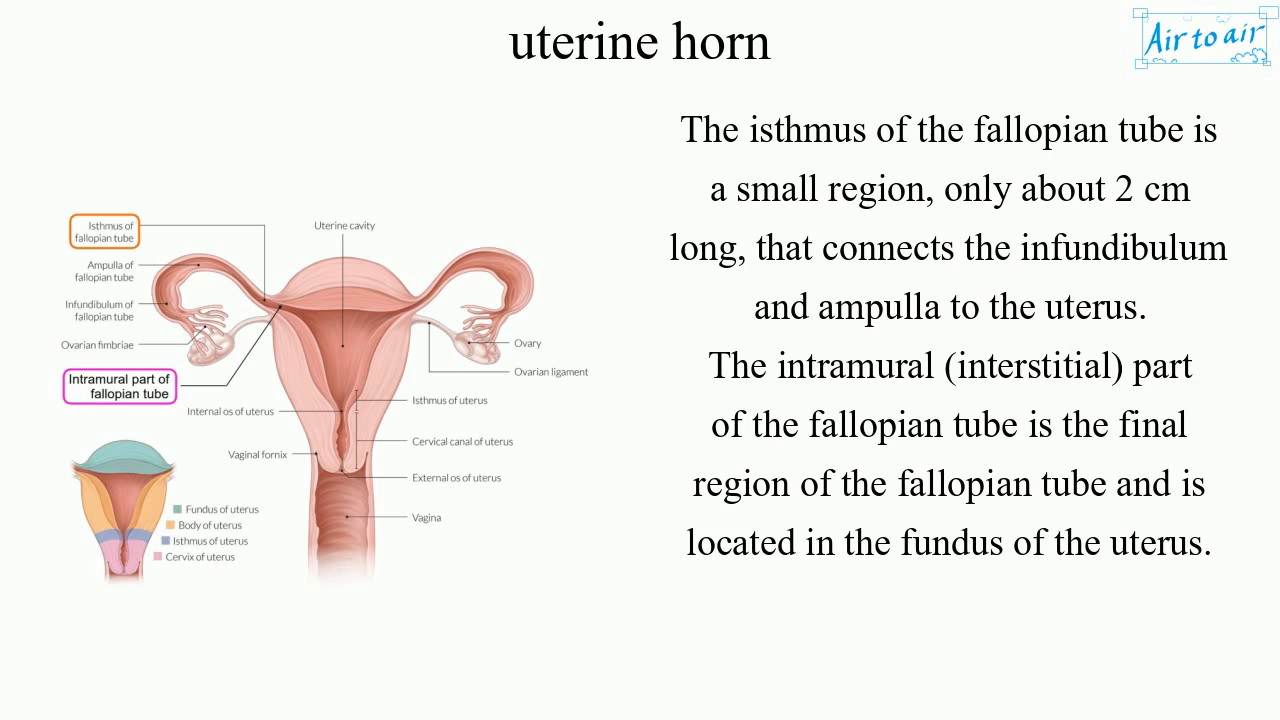 uterine horn
Air to air
The isthmus of the fallopian tube is
a small region, only about 2 cm
long, that connects the infundibulum
and ampulla to the uterus.
The intramural (interstitial) part
of the fallopian tube is the final
region of the fallopian tube and is
located in the fundus of the uterus.
Isthmus of
fallopian tube
Ampulla of
fallopian tube
Infundibulum of
fallopian tube
Ovarian fimbriae
Intramural part of
fallopian tube
Uterine cavity
Ovary
Ovarian ligament
Internal os of uterus
Isthmus of uterus
Vaginal fornix
Cervical canal of uterus
External os of uterus
Vagina
Fundus of uterus
Body of uterus
Isthmus of uterus
Cervix of uterus